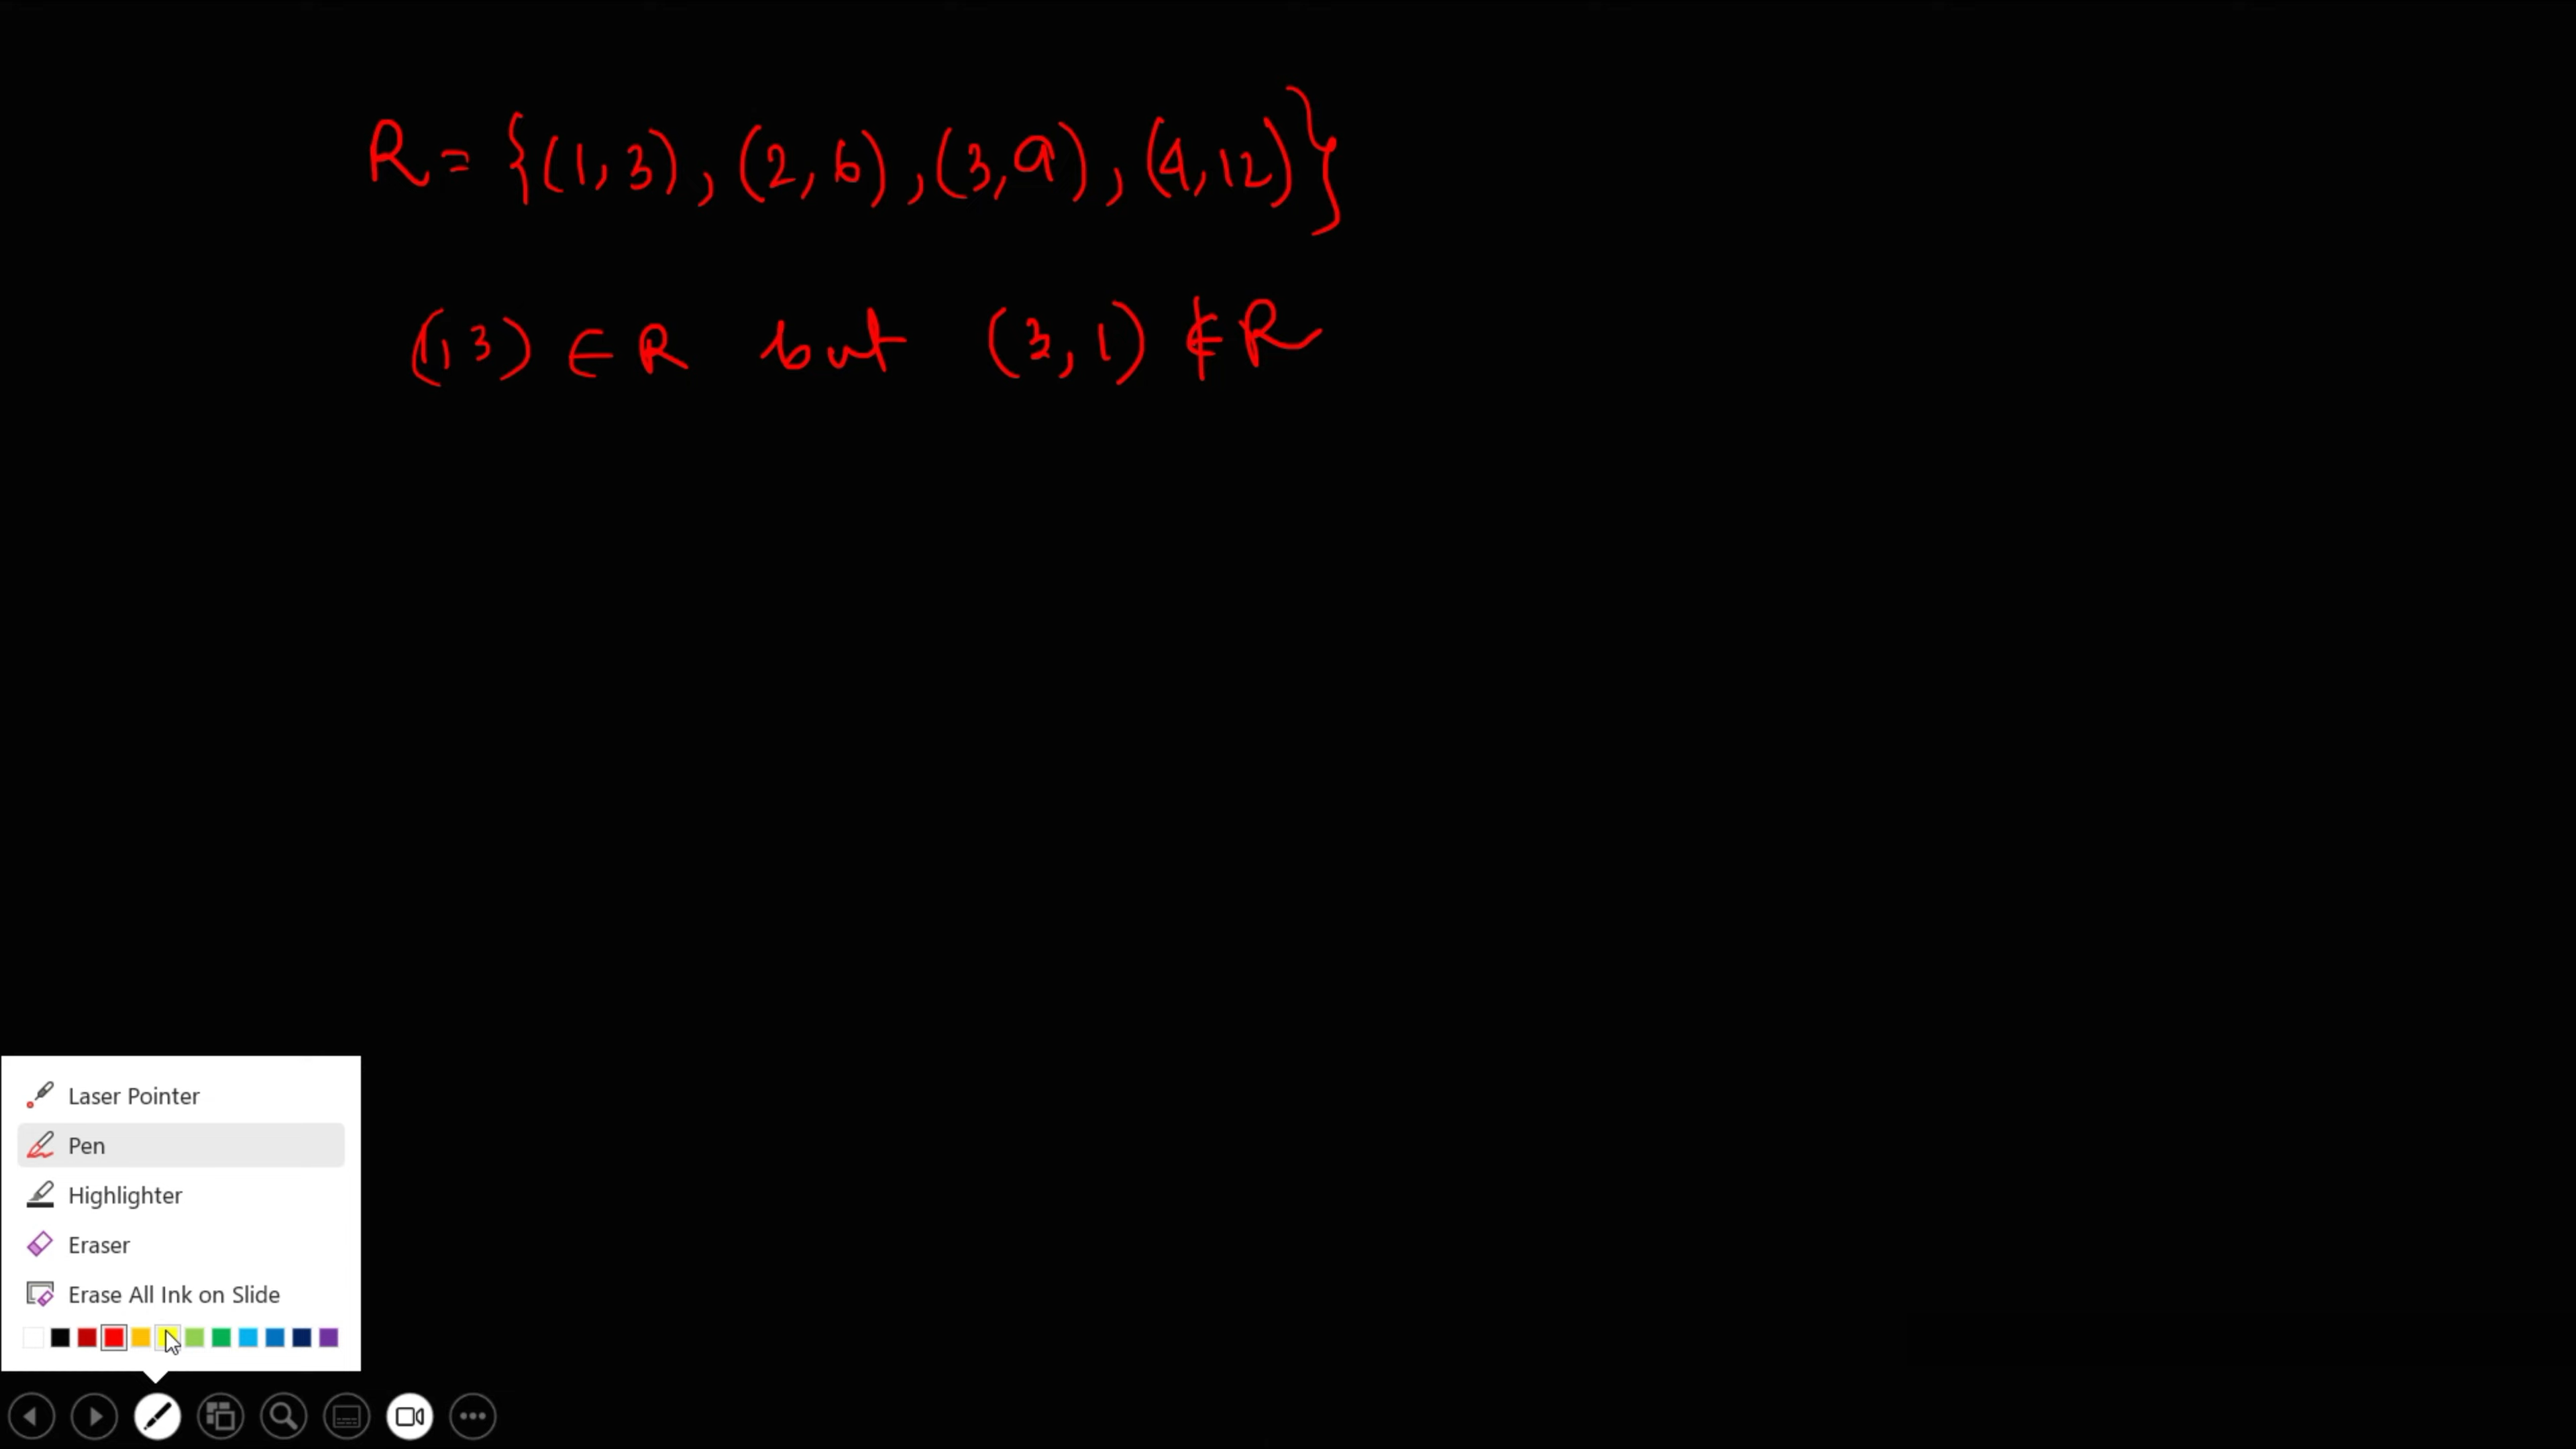 R = {(1,3), (2,6), (3,9), (4,12)}
(1,3) ∈ R but (3,1) ∉ R
Laser Pointer
Pen
Highlighter
Eraser
Erase All Ink on Slide